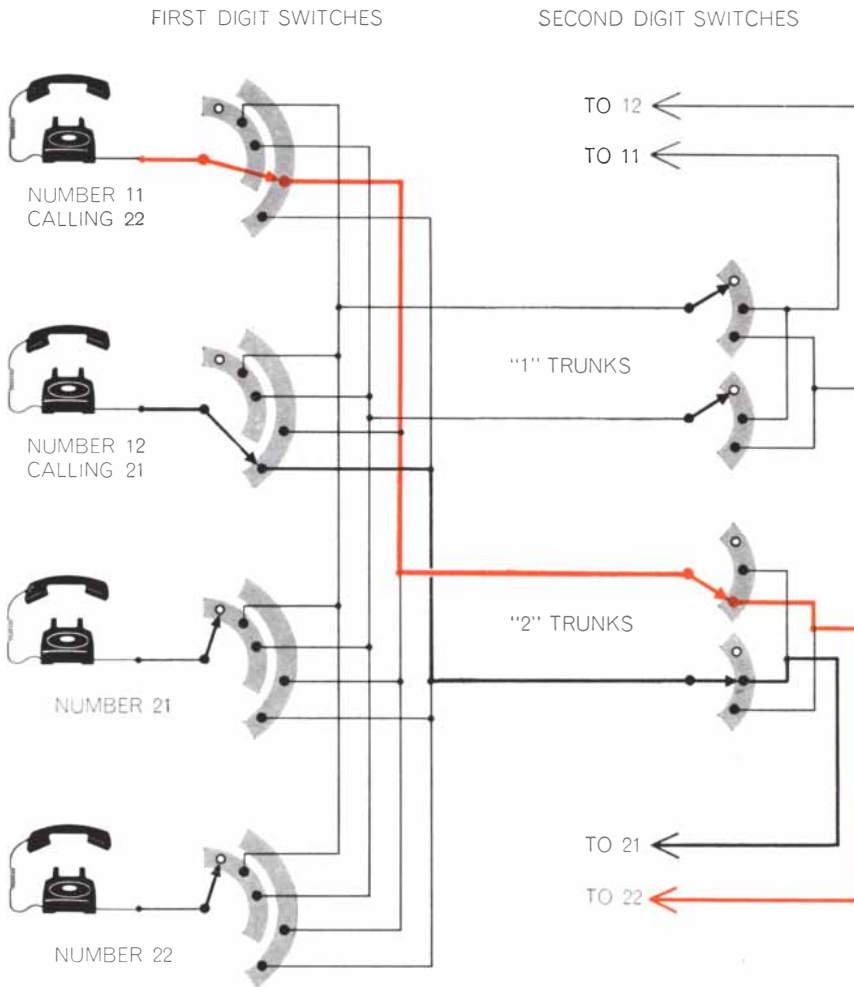 FIRST DIGIT SWITCHES
SECOND DIGIT SWITCHES
TO 12
TO 11
NUMBER 11
CALLING 22
"1" TRUNKS
NUMBER 12
CALLING 21
"2" TRUNKS
NUMBER 21
TO 21
TO 22
NUMBER 22